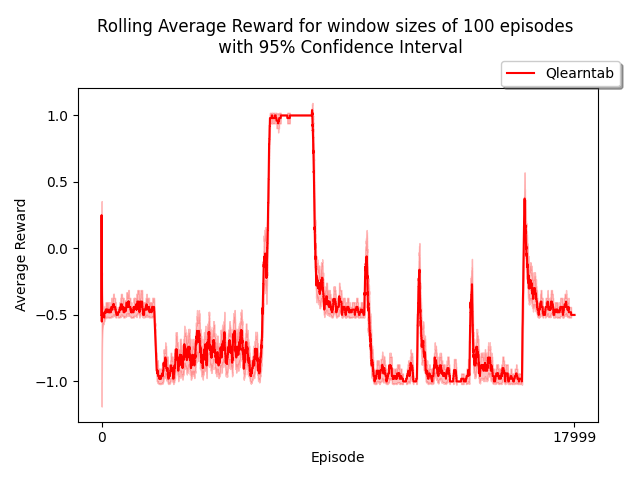 Rolling Average Reward for window sizes of 100 episodes
with 95% Confidence Interval
Qlearntab
1.0
0.5
0.0
−0.5
−1.0
Average Reward
0
17999
Episode